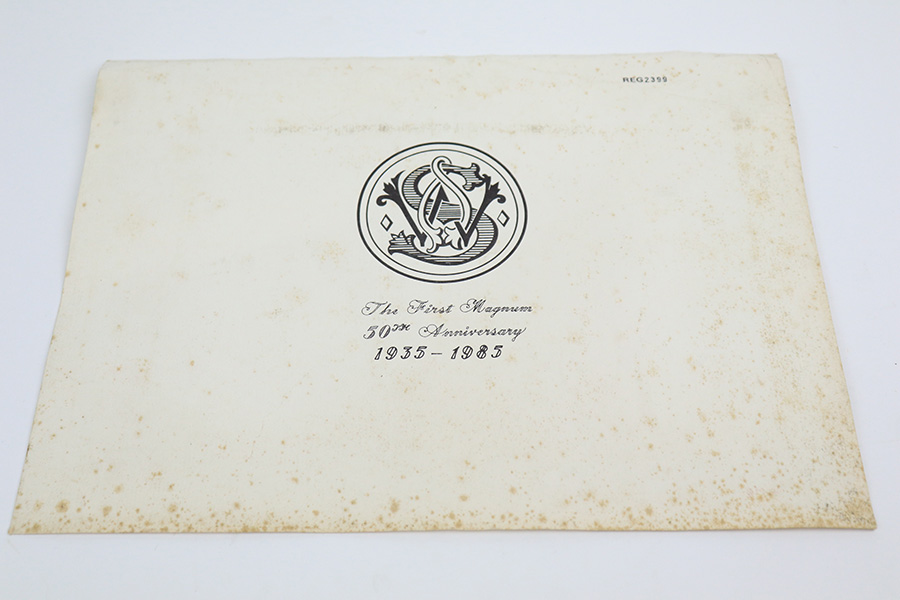 REG2399
S W
The First Magnum
50TH Anniversary
1935-1985